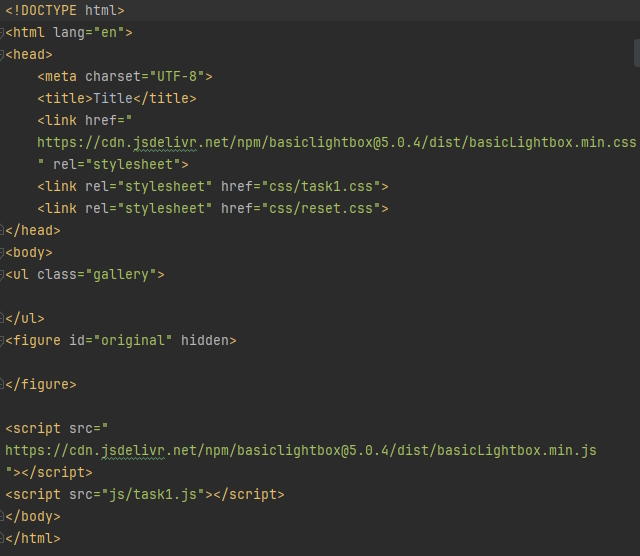 <!DOCTYPE html>
<html lang="en">
<head>
    <meta charset="UTF-8">
    <title>Title</title>
    <link href="
    https://cdn.jsdelivr.net/npm/basiclightbox@5.0.4/dist/basicLightbox.min.css
    " rel="stylesheet">
    <link rel="stylesheet" href="css/task1.css">
    <link rel="stylesheet" href="css/reset.css">
</head>
<body>
<ul class="gallery">

</ul>
<figure id="original" hidden>

</figure>

<script src="
https://cdn.jsdelivr.net/npm/basiclightbox@5.0.4/dist/basicLightbox.min.js
"></script>
<script src="js/task1.js"></script>
</body>
</html>